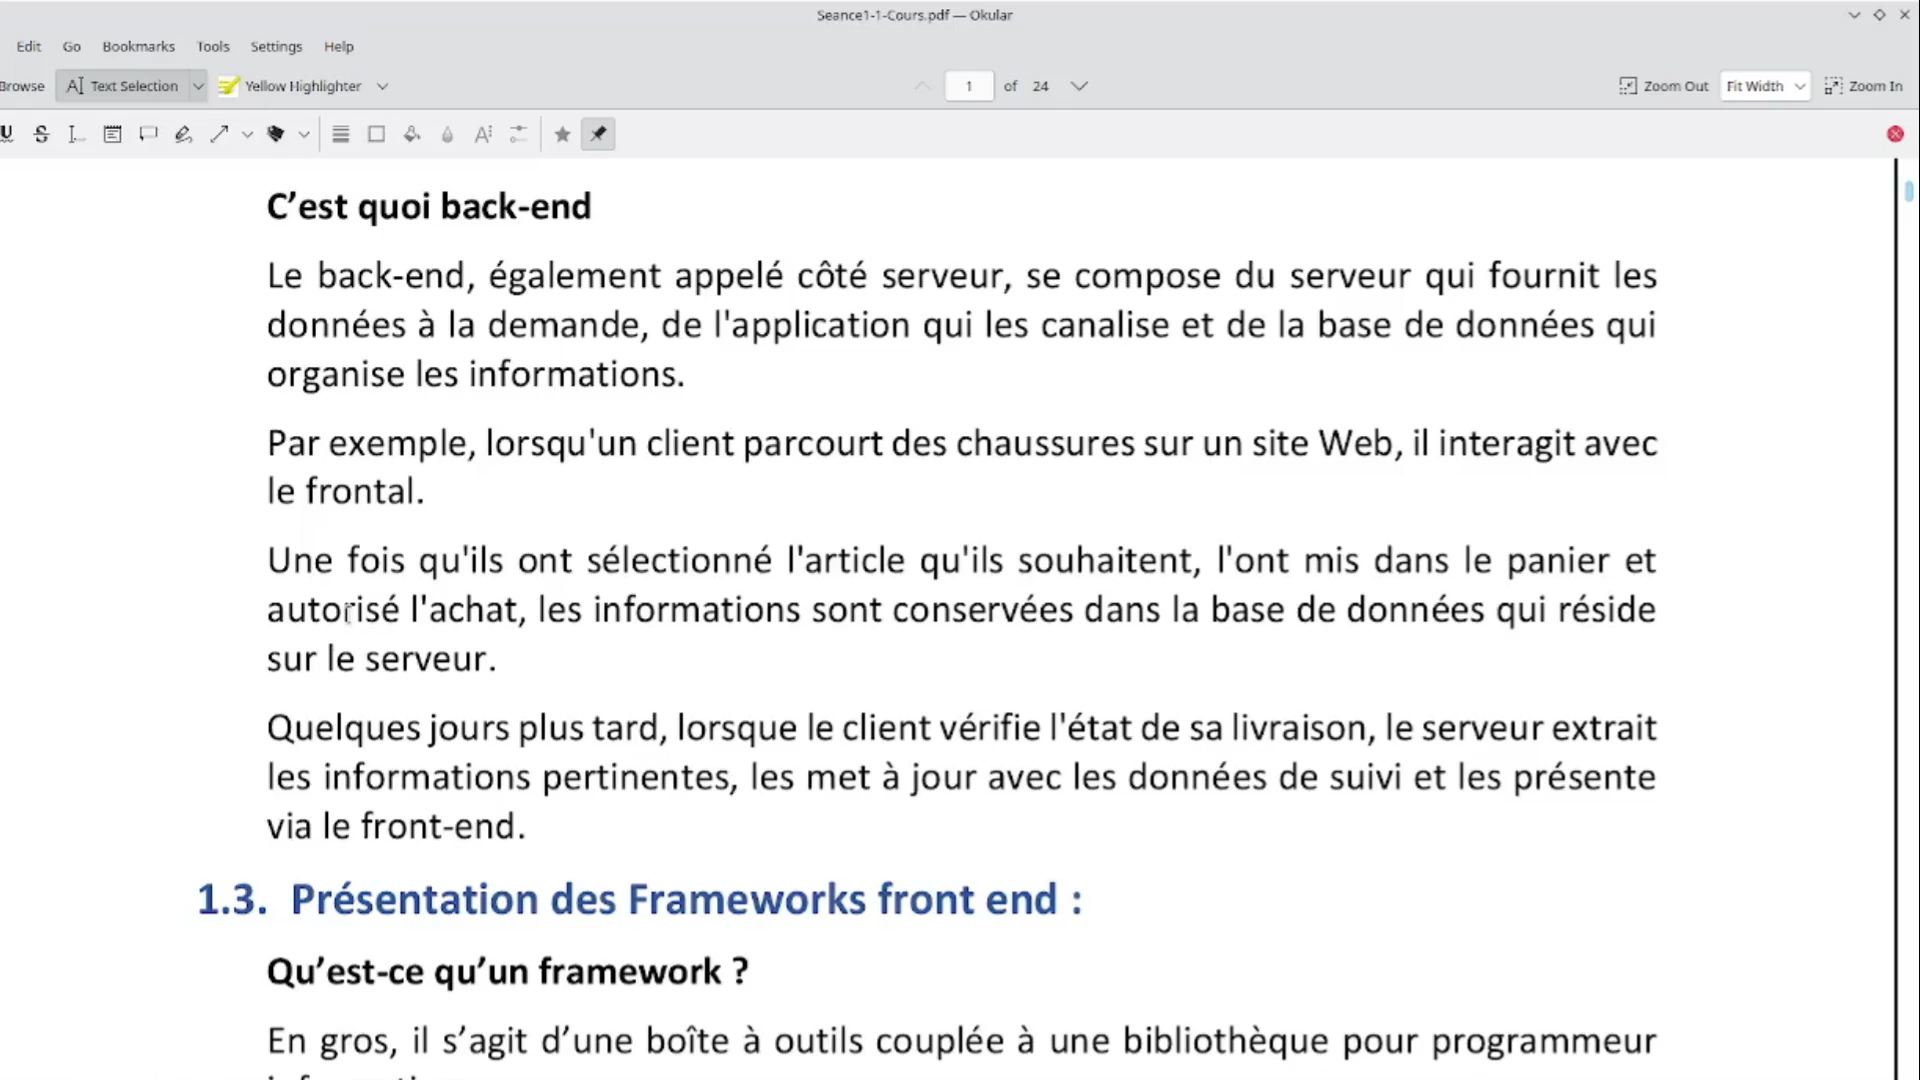 Seance1-1-Cours.pdf — Okular
Edit Go Bookmarks Tools Settings Help
Browse Text Selection Yellow Highlighter 1 of 24 Zoom Out Fit Width Zoom In
C’est quoi back-end
Le back-end, également appelé côté serveur, se compose du serveur qui fournit les
données à la demande, de l'application qui les canalise et de la base de données qui
organise les informations.
Par exemple, lorsqu'un client parcourt des chaussures sur un site Web, il interagit avec
le frontal.
Une fois qu'ils ont sélectionné l'article qu'ils souhaitent, l'ont mis dans le panier et
autorisé l'achat, les informations sont conservées dans la base de données qui réside
sur le serveur.
Quelques jours plus tard, lorsque le client vérifie l'état de sa livraison, le serveur extrait
les informations pertinentes, les met à jour avec les données de suivi et les présente
via le front-end.
1.3. Présentation des Frameworks front end :
Qu’est-ce qu’un framework ?
En gros, il s’agit d’une boîte à outils couplée à une bibliothèque pour programmeur